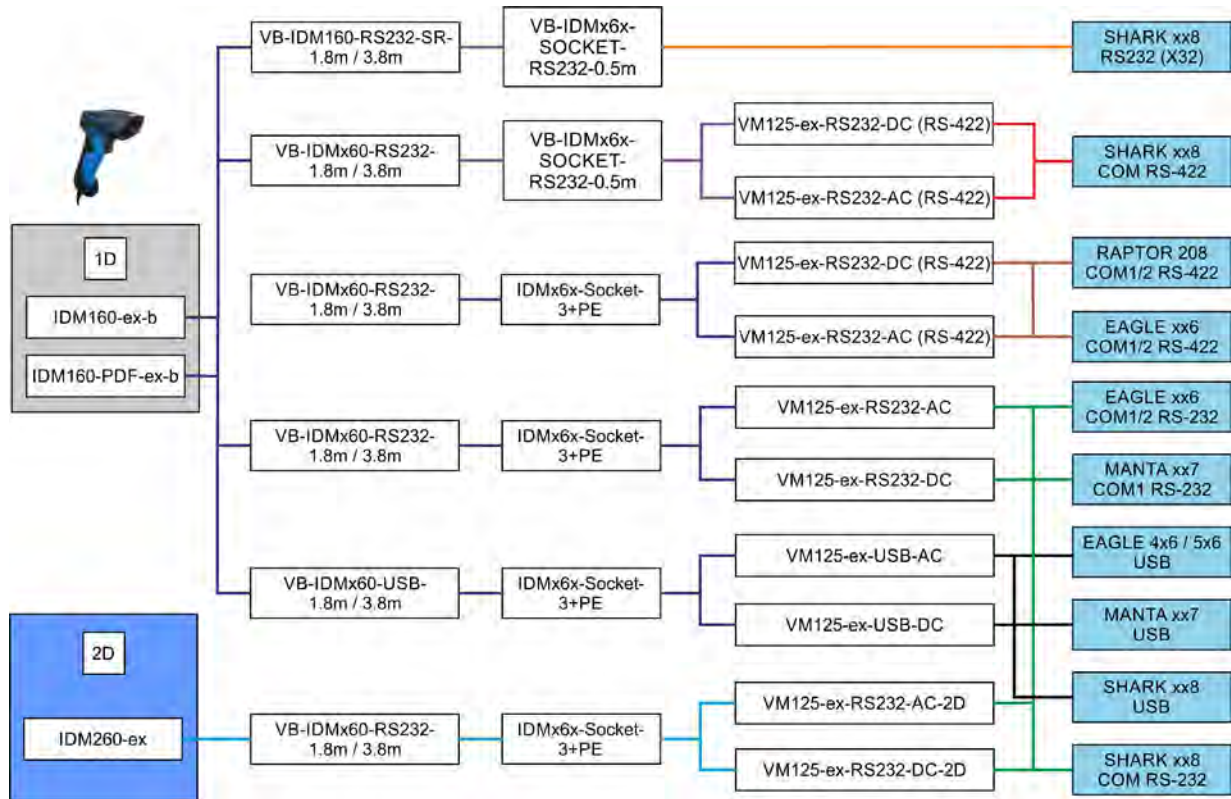 VB-IDM160-RS232-SR-
1.8m / 3.8m
VB-IDMx6x-
SOCKET-
RS232-0.5m
SHARK xx8
RS232 (X32)
VB-IDMx60-RS232-
1.8m / 3.8m
VB-IDMx6x-
SOCKET-
RS232-0.5m
VM125-ex-RS232-DC (RS-422)
VM125-ex-RS232-AC (RS-422)
SHARK xx8
COM RS-422
1D
IDM160-ex-b
IDM160-PDF-ex-b
VB-IDMx60-RS232-
1.8m / 3.8m
IDMx6x-Socket-
3+PE
VM125-ex-RS232-DC (RS-422)
VM125-ex-RS232-AC (RS-422)
RAPTOR 208
COM1/2 RS-422
EAGLE xx6
COM1/2 RS-422
VB-IDMx60-RS232-
1.8m / 3.8m
IDMx6x-Socket-
3+PE
VM125-ex-RS232-AC
VM125-ex-RS232-DC
EAGLE xx6
COM1/2 RS-232
MANTA xx7
COM1 RS-232
VB-IDMx60-USB-
1.8m / 3.8m
IDMx6x-Socket-
3+PE
VM125-ex-USB-AC
VM125-ex-USB-DC
EAGLE 4x6 / 5x6
USB
MANTA xx7
USB
SHARK xx8
USB
2D
IDM260-ex
VB-IDMx60-RS232-
1.8m / 3.8m
IDMx6x-Socket-
3+PE
VM125-ex-RS232-AC-2D
VM125-ex-RS232-DC-2D
SHARK xx8
COM RS-232